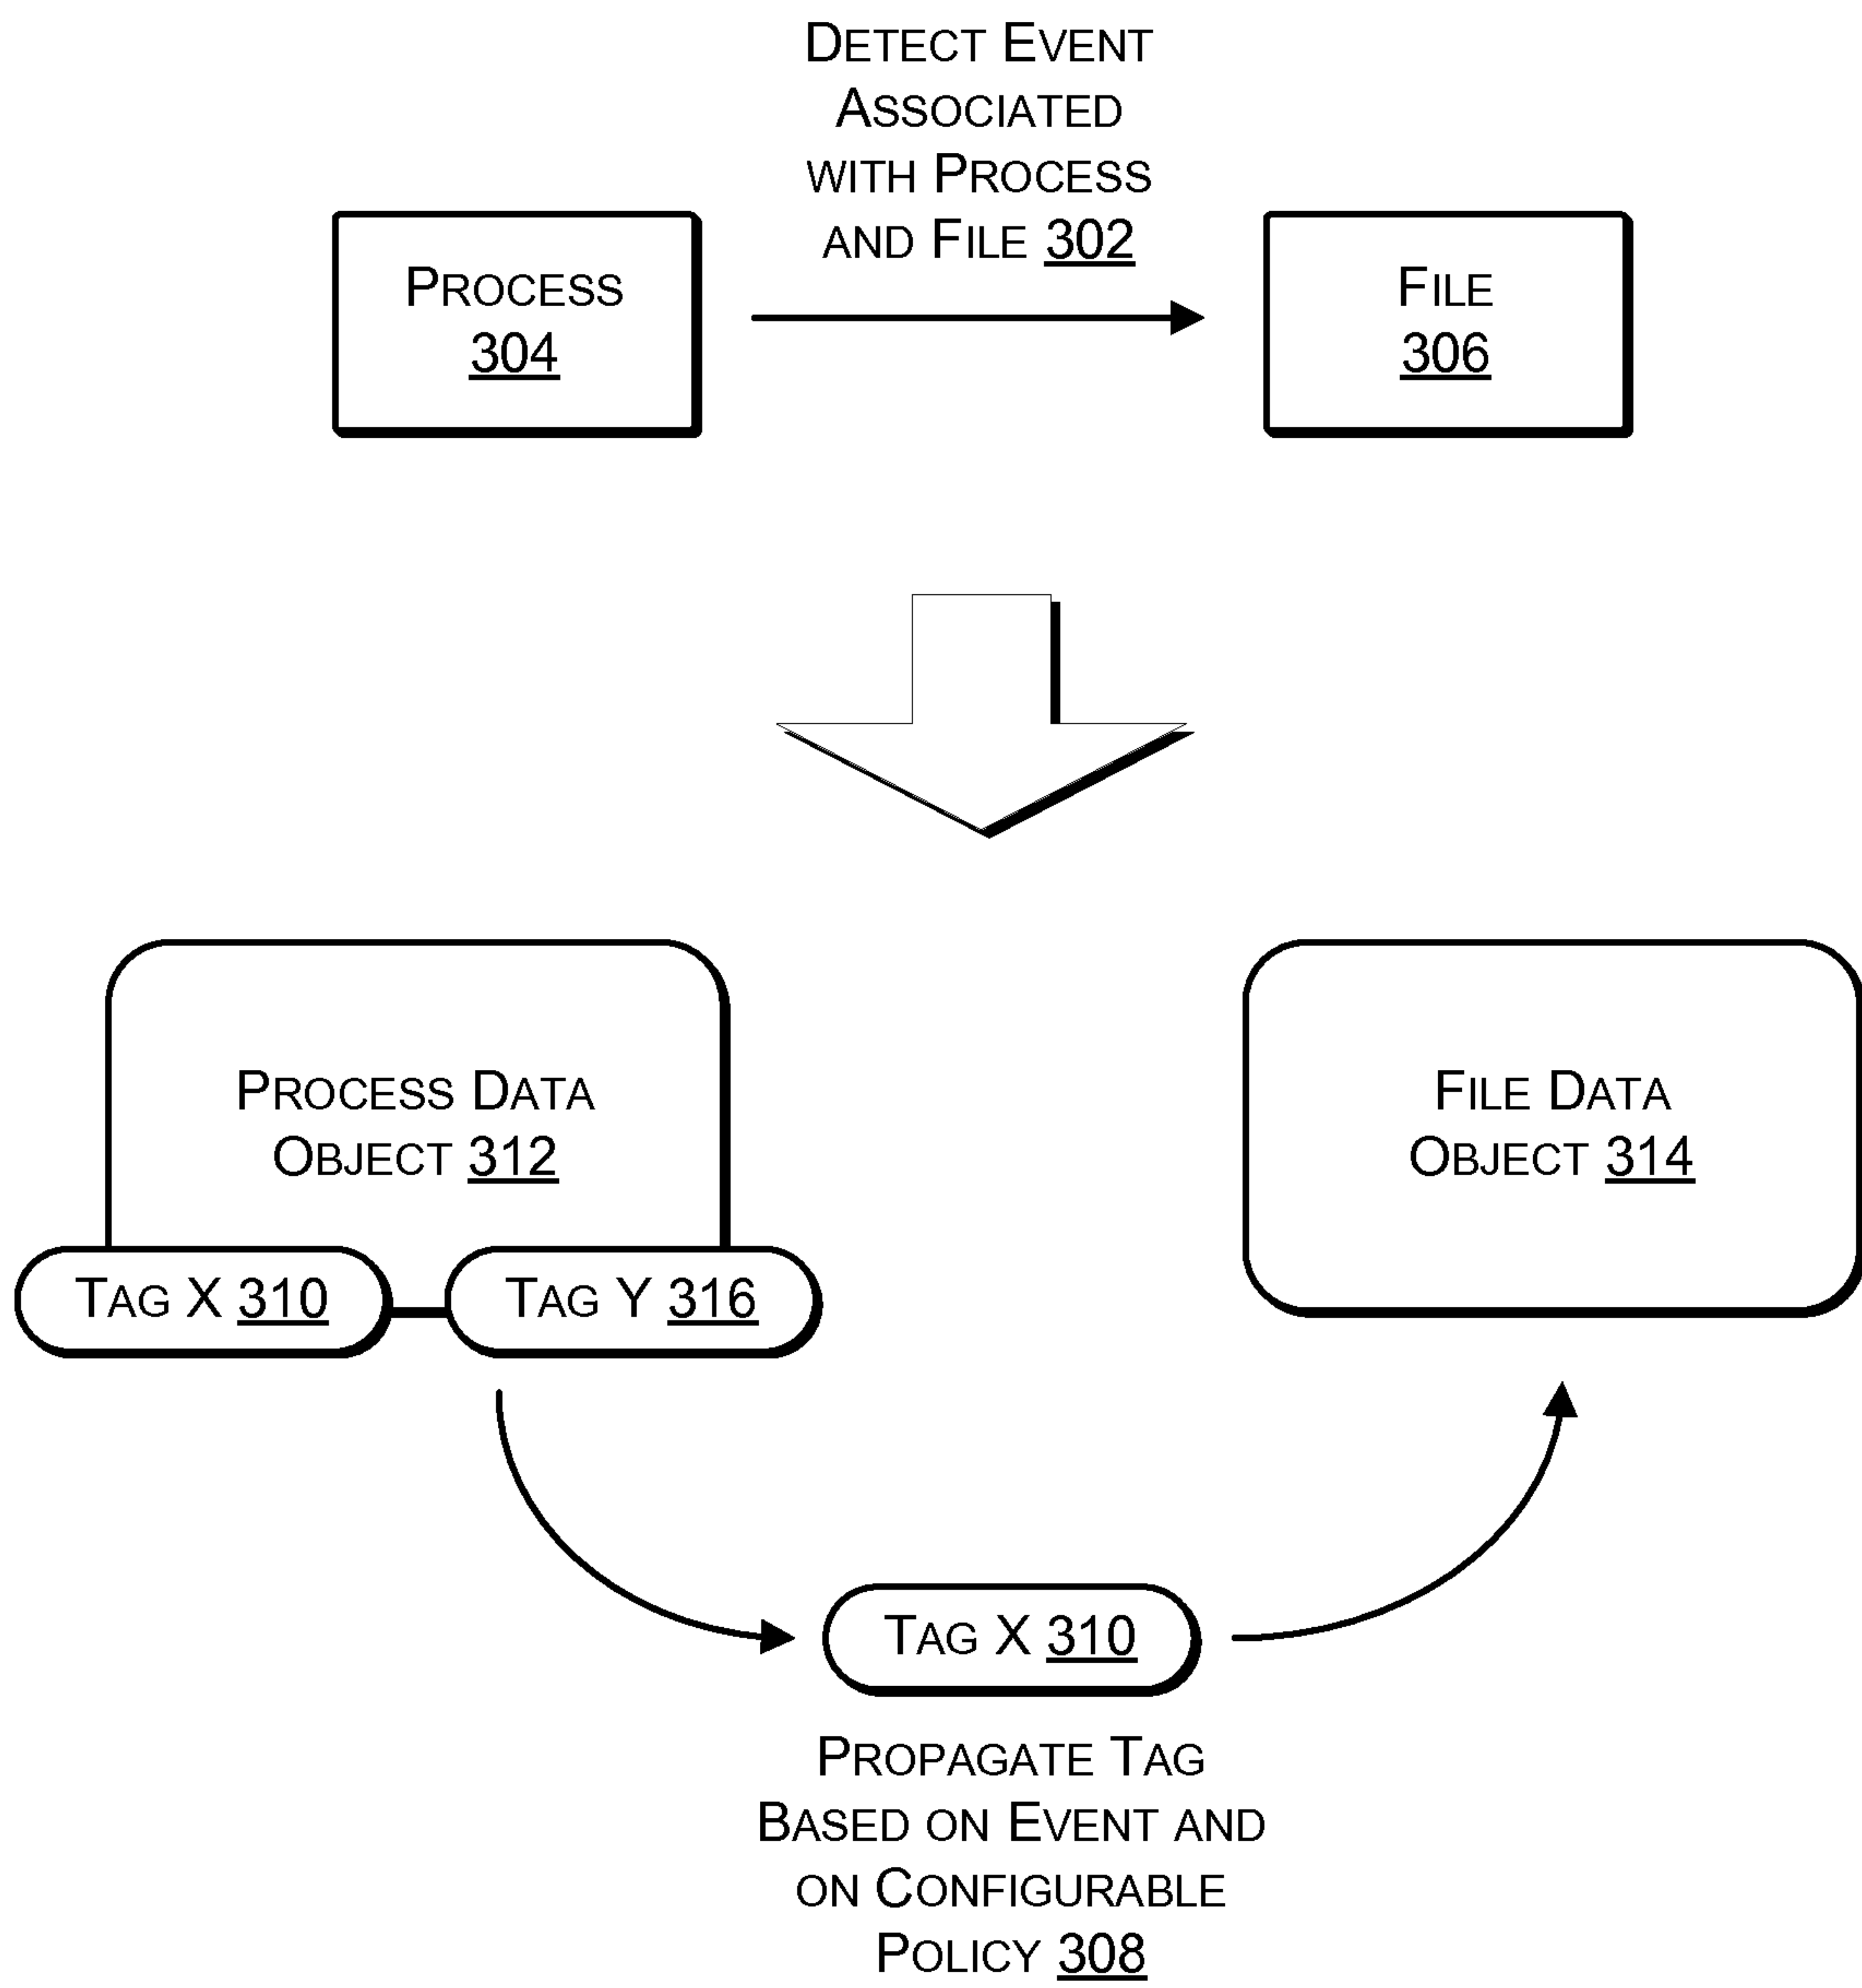 DETECT EVENT
ASSOCIATED
WITH PROCESS
AND FILE 302
PROCESS
304
FILE
306
PROCESS DATA
OBJECT 312
FILE DATA
OBJECT 314
TAG X 310
TAG Y 316
TAG X 310
PROPAGATE TAG
BASED ON EVENT AND
ON CONFIGURABLE
POLICY 308